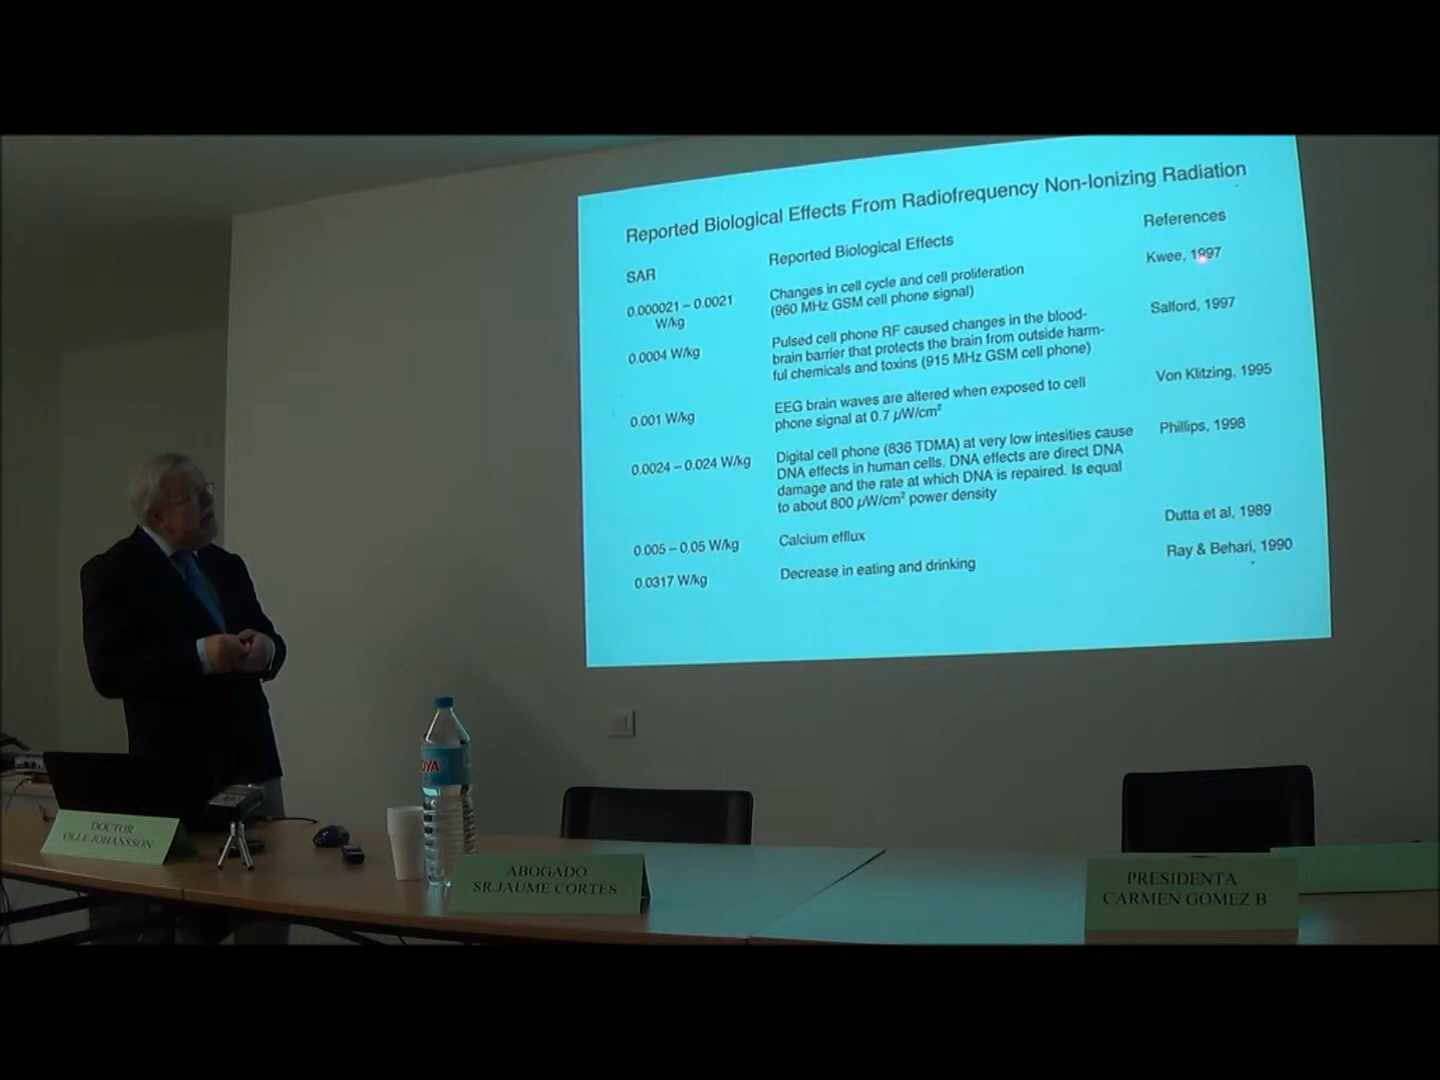 Reported Biological Effects From Radiofrequency Non-Ionizing Radiation
SAR
Reported Biological Effects
References
0.000021 – 0.0021
W/kg
Changes in cell cycle and cell proliferation
(960 MHz GSM cell phone signal)
Kwee, 1997
0.0004 W/kg
Pulsed cell phone RF caused changes in the blood-
brain barrier that protects the brain from outside harm-
ful chemicals and toxins (915 MHz GSM cell phone)
Salford, 1997
0.001 W/kg
EEG brain waves are altered when exposed to cell
phone signal at 0.7 µW/cm²
Von Klitzing, 1995
0.0024 – 0.024 W/kg
Digital cell phone (836 TDMA) at very low intesities cause
DNA effects in human cells. DNA effects are direct DNA
damage and the rate at which DNA is repaired. Is equal
to about 800 µW/cm² power density
Phillips, 1998
0.005 – 0.05 W/kg
Calcium efflux
Dutta et al, 1989
0.0317 W/kg
Decrease in eating and drinking
Ray & Behari, 1990
DOCTOR
OLLE JOHANSSON
ABOGADO
SR.JAUME CORTÉS
PRESIDENTA
CARMEN GOMEZ B.